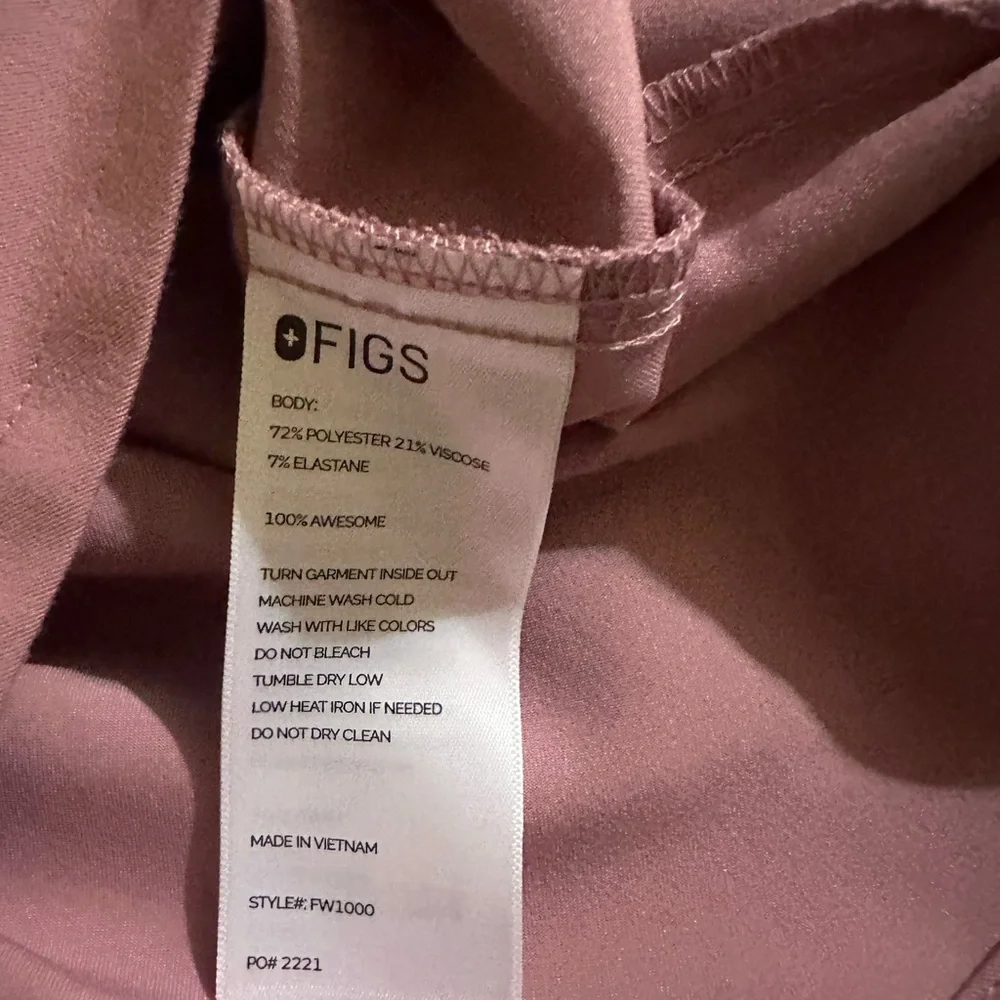 FIGS
BODY:
72% POLYESTER 21% VISCOSE
7% ELASTANE
100% AWESOME
TURN GARMENT INSIDE OUT
MACHINE WASH COLD
WASH WITH LIKE COLORS
DO NOT BLEACH
TUMBLE DRY LOW
LOW HEAT IRON IF NEEDED
DO NOT DRY CLEAN
MADE IN VIETNAM
STYLE#: FW1000
PO# 2221